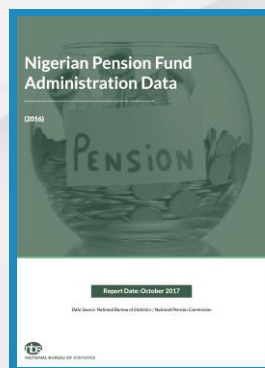 Nigerian Pension Fund
Administration Data
(2016)
PENSION
Report Date: October 2017
Data Source: National Bureau of Statistics / National Pension Commission
nbs
NATIONAL BUREAU OF STATISTICS